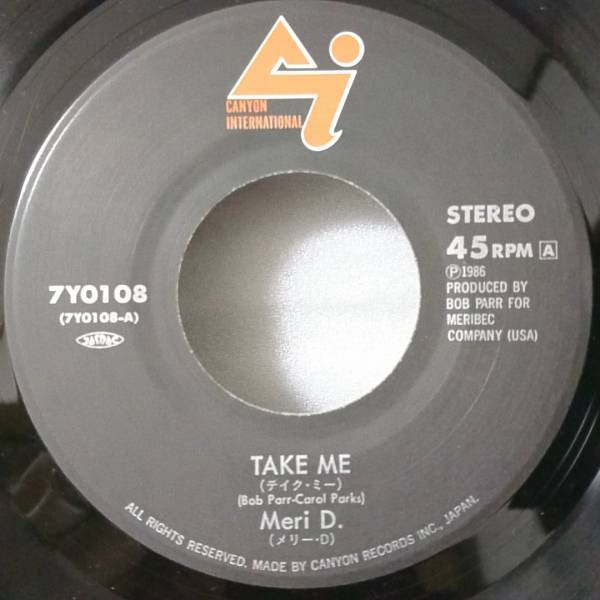 CANYON
INTERNATIONAL
STEREO
45 RPM A
Ⓟ1986
PRODUCED BY
BOB PARR FOR
MERIBEC
COMPANY (USA)
7Y0108
(7Y0108-A)
JASRAC
TAKE ME
(テイク・ミー)
(Bob Parr-Carol Parks)
Meri D.
(メリー・D)
ALL RIGHTS RESERVED. MADE BY CANYON RECORDS INC., JAPAN.